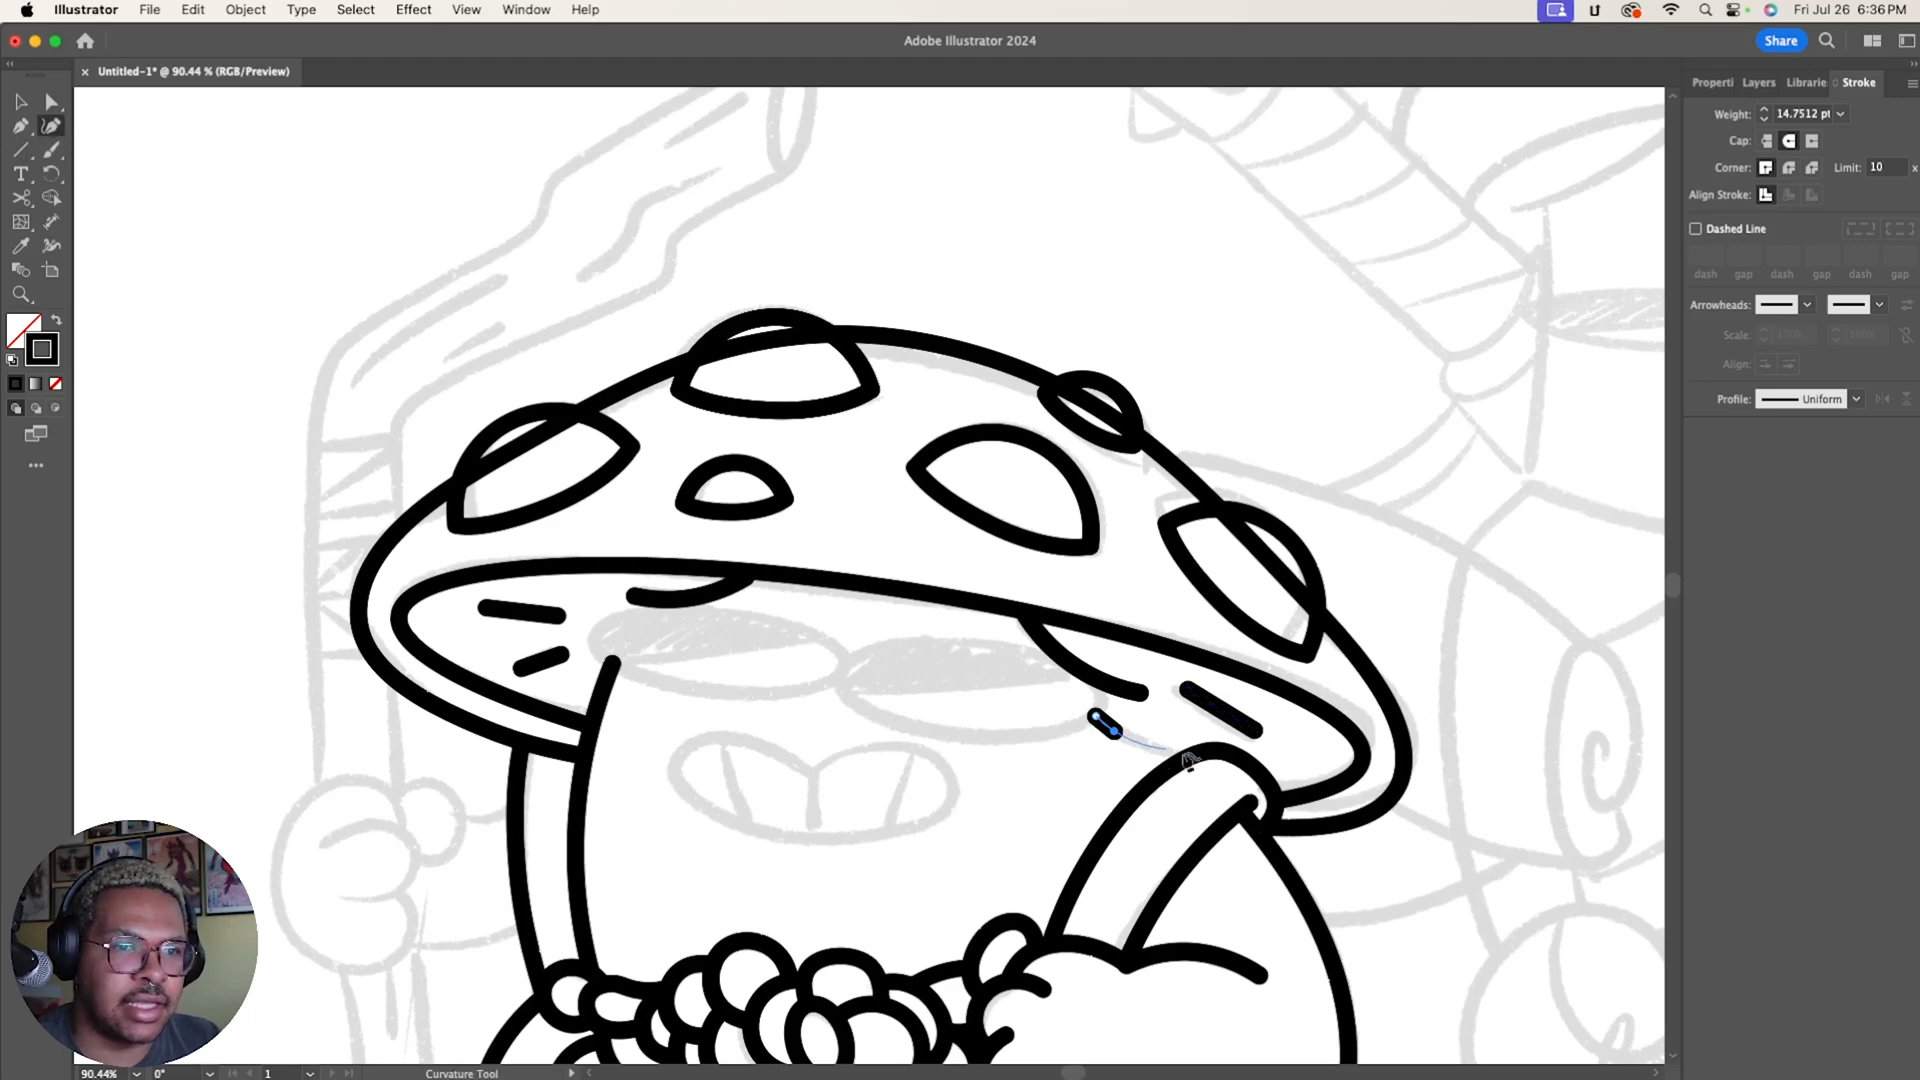 Illustrator File Edit Object Type Select Effect View Window Help
Fri Jul 26 6:36 PM
Adobe Illustrator 2024
Share
× Untitled-1* @ 90.44 % (RGB/Preview)
Properti Layers Librarie Stroke
Weight: 14.7512 pt
Cap:
Corner: Limit: 10 x
Align Stroke:
Dashed Line
dash gap dash gap dash gap
Arrowheads:
Scale: 100% 100%
Align:
Profile: Uniform
90.44% 0° 1 Curvature Tool